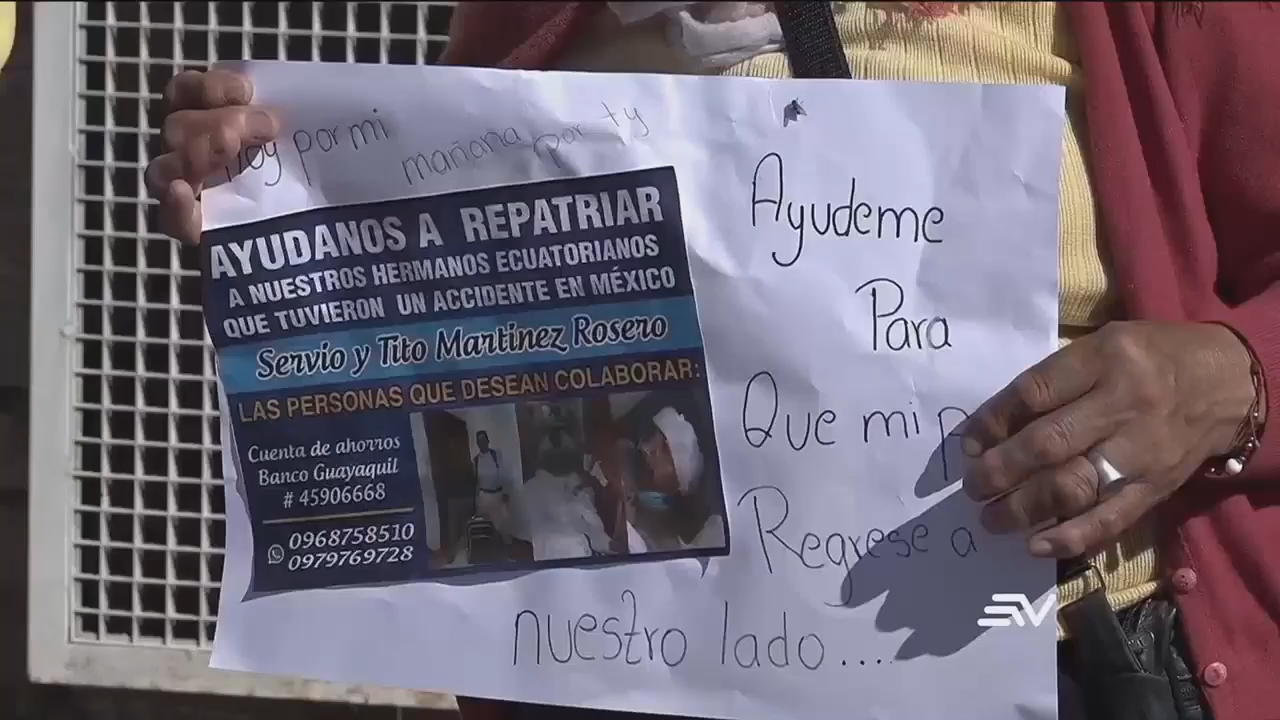 Hoy por mi
mañana por ty
AYUDANOS A REPATRIAR
A NUESTROS HERMANOS ECUATORIANOS
QUE TUVIERON UN ACCIDENTE EN MÉXICO
Servio y Tito Martinez Rosero
LAS PERSONAS QUE DESEAN COLABORAR:
Cuenta de ahorros
Banco Guayaquil
# 45906668
0968758510
0979769728
Ayudeme
Para
Que mi
Regrese a
nuestro lado....